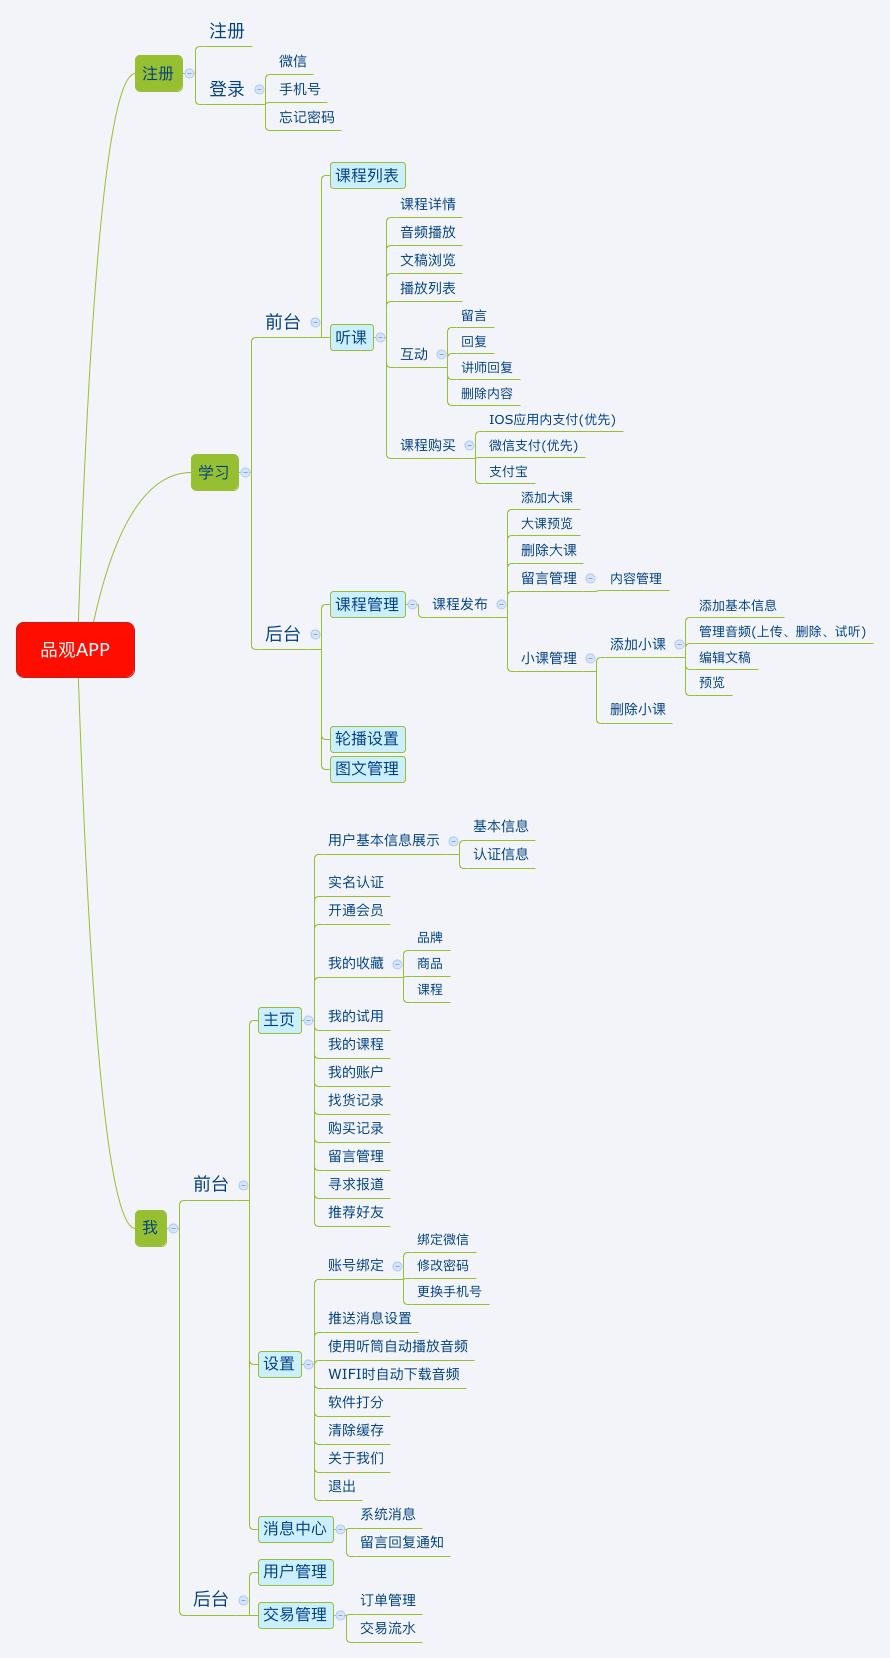 品观APP
注册
注册
登录
微信
手机号
忘记密码
学习
前台
课程列表
听课
课程详情
音频播放
文稿浏览
播放列表
互动
留言
回复
讲师回复
删除内容
课程购买
IOS应用内支付(优先)
微信支付(优先)
支付宝
后台
课程管理
课程发布
添加大课
大课预览
删除大课
留言管理
内容管理
小课管理
添加小课
添加基本信息
管理音频(上传、删除、试听)
编辑文稿
预览
删除小课
轮播设置
图文管理
我
前台
主页
用户基本信息展示
基本信息
认证信息
实名认证
开通会员
我的收藏
品牌
商品
课程
我的试用
我的课程
我的账户
找货记录
购买记录
留言管理
寻求报道
推荐好友
设置
账号绑定
绑定微信
修改密码
更换手机号
推送消息设置
使用听筒自动播放音频
WIFI时自动下载音频
软件打分
清除缓存
关于我们
退出
消息中心
系统消息
留言回复通知
后台
用户管理
交易管理
订单管理
交易流水